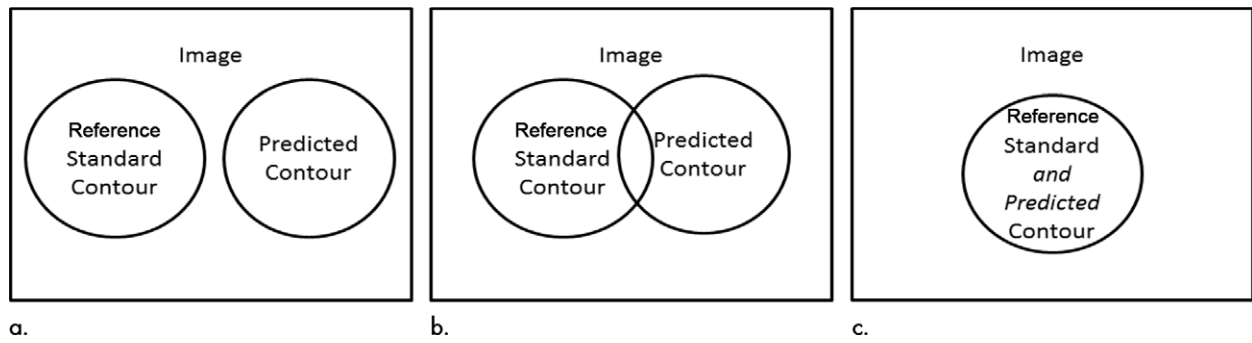 Image
Reference
Standard
Contour
Predicted
Contour
a.
Image
Reference
Standard
Contour
Predicted
Contour
b.
Image
Reference
Standard
and
Predicted
Contour
c.